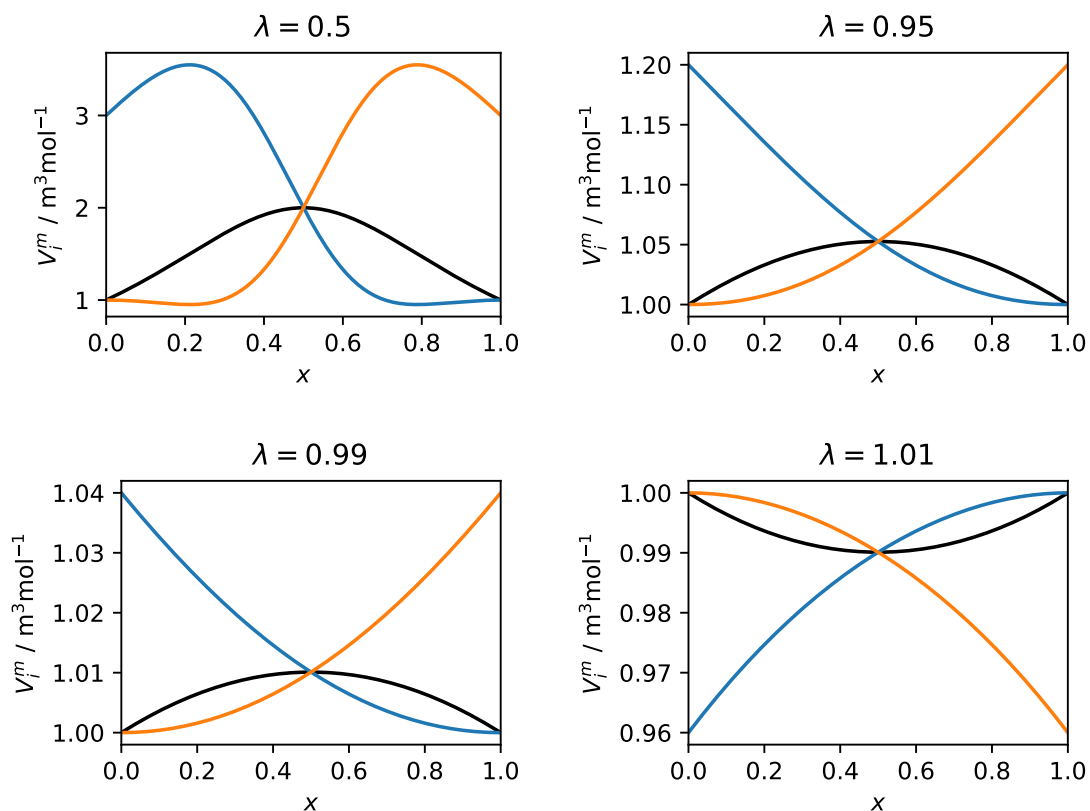 λ = 0.5
3
2
1
V_i^m / m³mol⁻¹
0.0 0.2 0.4 0.6 0.8 1.0
x
λ = 0.95
1.20
1.15
1.10
1.05
1.00
V_i^m / m³mol⁻¹
0.0 0.2 0.4 0.6 0.8 1.0
x
λ = 0.99
1.04
1.03
1.02
1.01
1.00
V_i^m / m³mol⁻¹
0.0 0.2 0.4 0.6 0.8 1.0
x
λ = 1.01
1.00
0.99
0.98
0.97
0.96
V_i^m / m³mol⁻¹
0.0 0.2 0.4 0.6 0.8 1.0
x